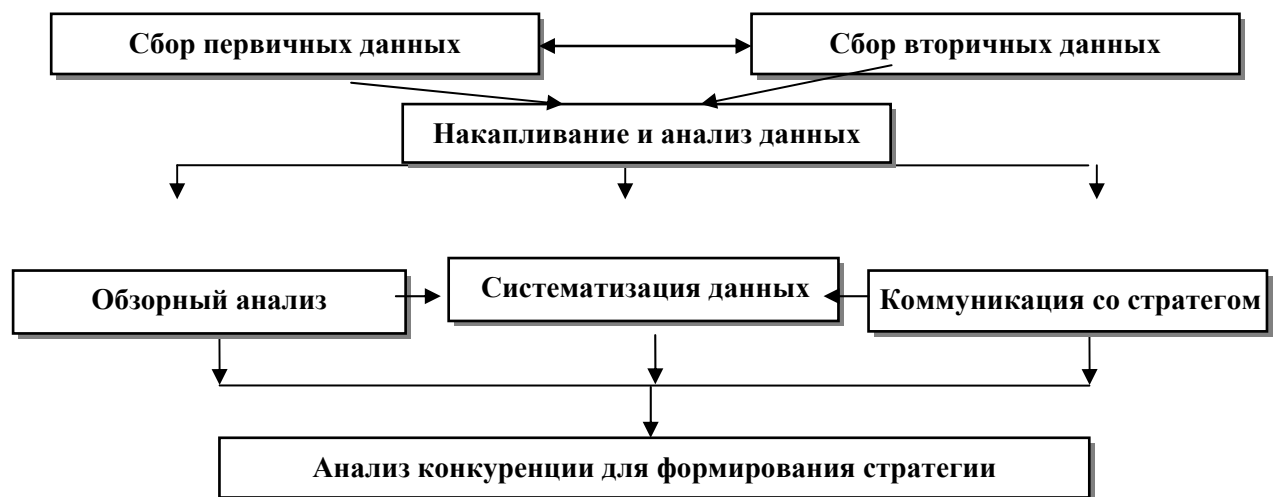 Сбор первичных данных
Сбор вторичных данных
Накапливание и анализ данных
Обзорный анализ
Систематизация данных
Коммуникация со стратегом
Анализ конкуренции для формирования стратегии